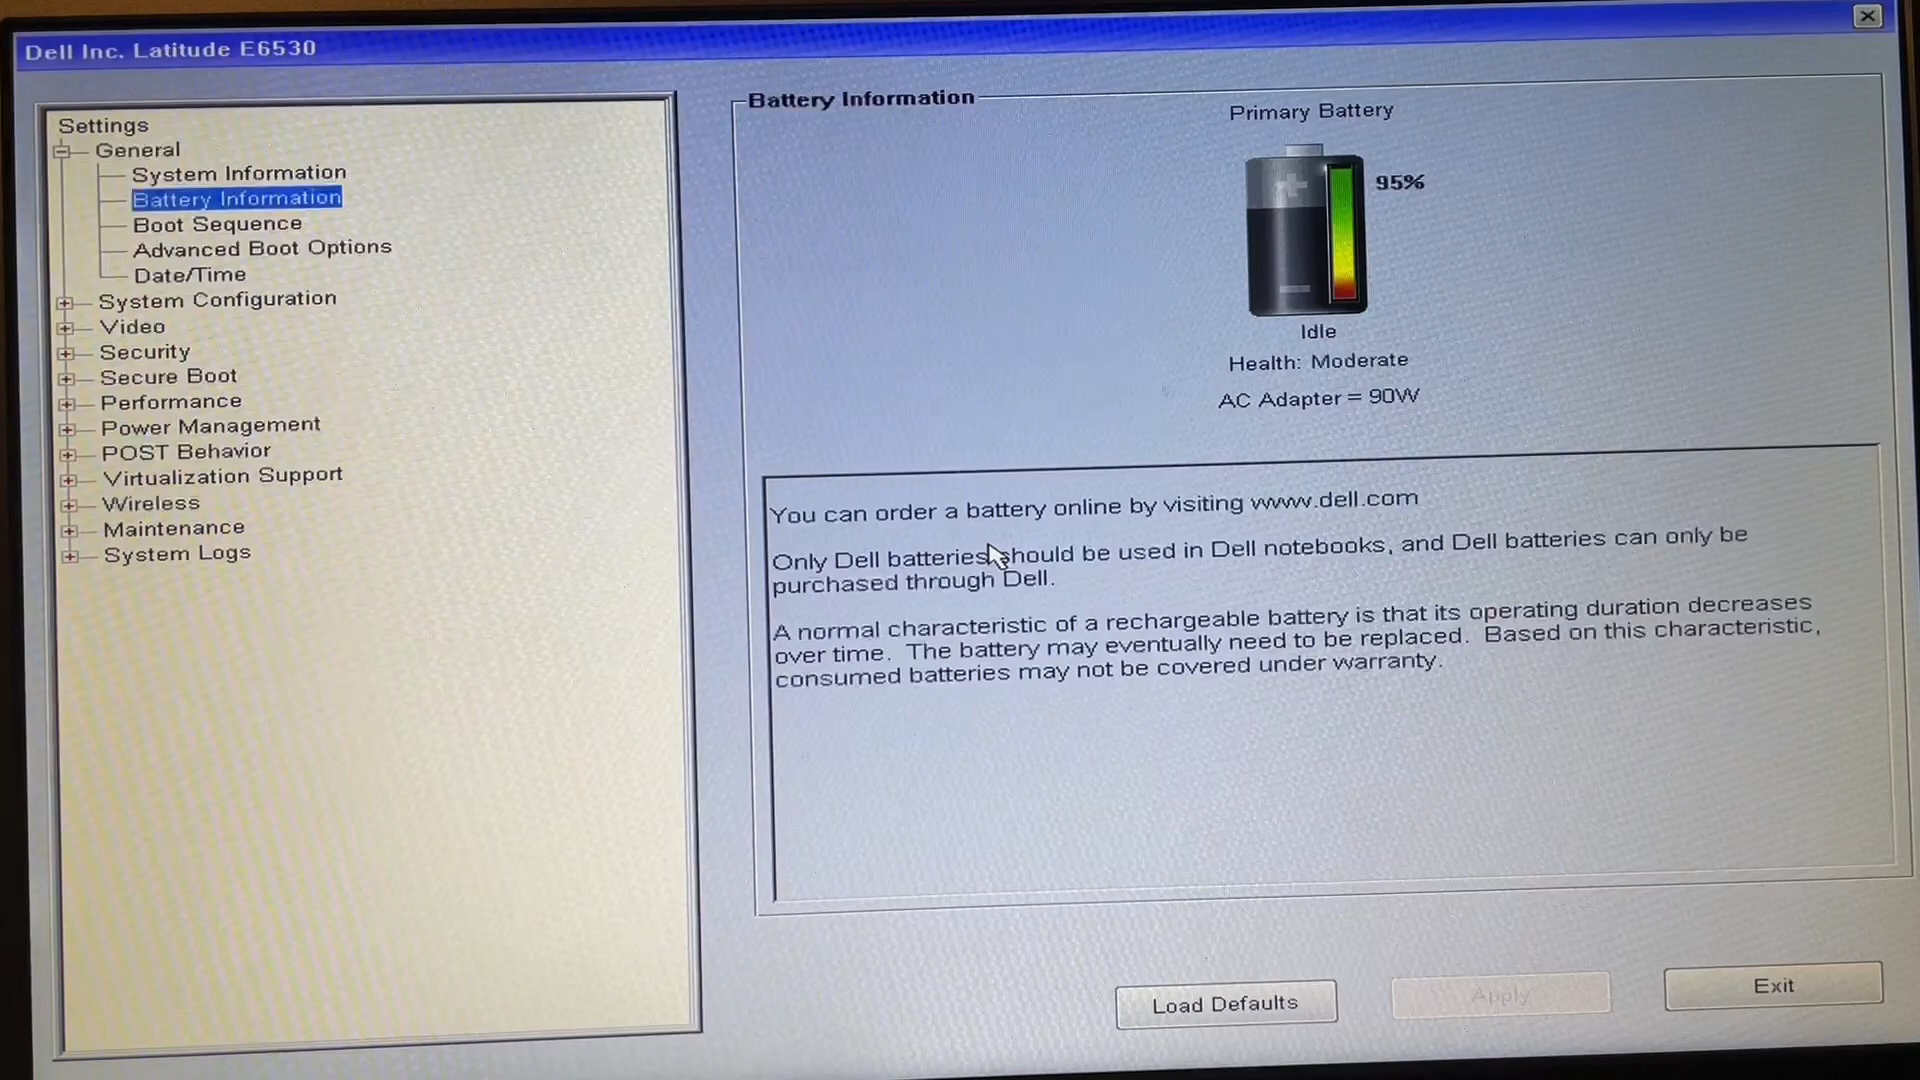 Dell Inc. Latitude E6530
Settings
General
System Information
Battery Information
Boot Sequence
Advanced Boot Options
Date/Time
System Configuration
Video
Security
Secure Boot
Performance
Power Management
POST Behavior
Virtualization Support
Wireless
Maintenance
System Logs
Battery Information
Primary Battery
95%
Idle
Health: Moderate
AC Adapter = 90W
You can order a battery online by visiting www.dell.com
Only Dell batteries should be used in Dell notebooks, and Dell batteries can only be
purchased through Dell.
A normal characteristic of a rechargeable battery is that its operating duration decreases
over time. The battery may eventually need to be replaced. Based on this characteristic,
consumed batteries may not be covered under warranty.
Load Defaults
Apply
Exit